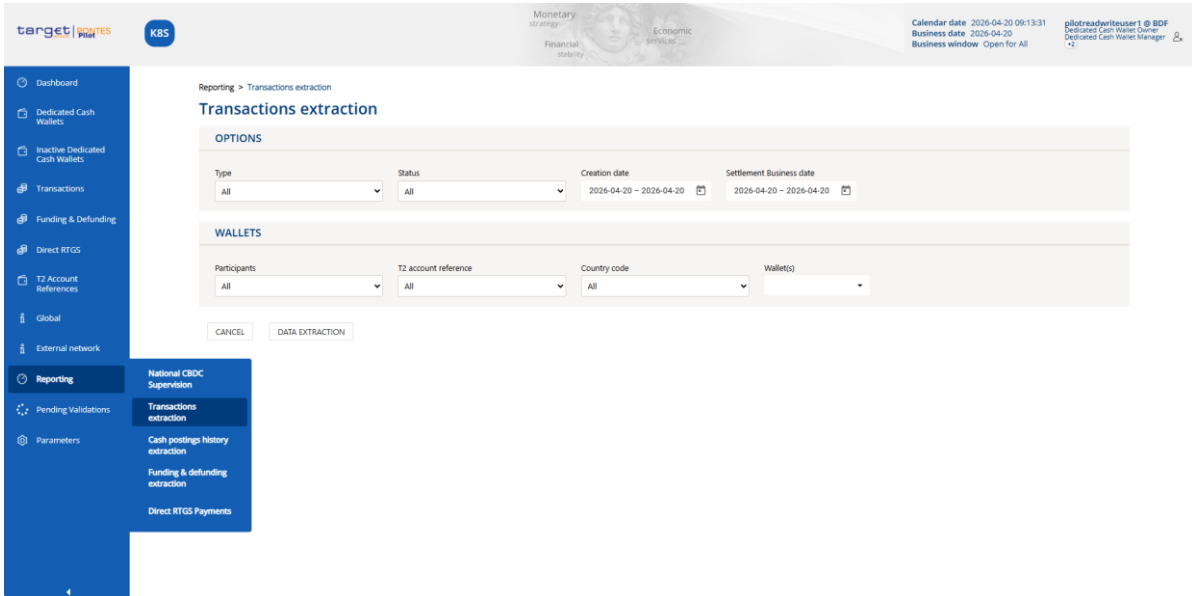 target | PONTES
Pilot
K8S
Monetary
strategy
Economic
services
Financial
stability
Calendar date 2026-04-20 09:13:31
Business date 2026-04-20
Business window Open for All
pilotreadwriteuser1 @ BDF
Dedicated Cash Wallet Owner
Dedicated Cash Wallet Manager
+2
Dashboard
Dedicated Cash
Wallets
Inactive Dedicated
Cash Wallets
Transactions
Funding & Defunding
Direct RTGS
T2 Account
References
Global
External network
Reporting
Pending Validations
Parameters
National CBDC
Supervision
Transactions
extraction
Cash postings history
extraction
Funding & defunding
extraction
Direct RTGS Payments
Reporting > Transactions extraction
Transactions extraction
OPTIONS
Type Status Creation date Settlement Business date
All All 2026-04-20 – 2026-04-20 2026-04-20 – 2026-04-20
WALLETS
Participants T2 account reference Country code Wallet(s)
All All All
CANCEL DATA EXTRACTION